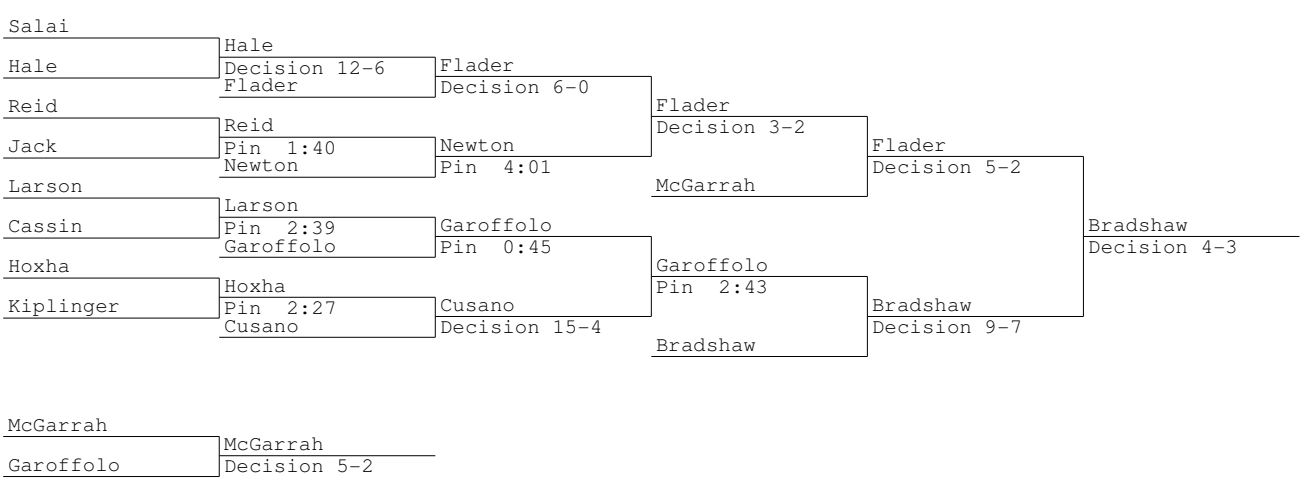 Salai
Hale
Hale
Decision 12-6
Flader
Flader
Decision 6-0
Reid
Flader
Decision 3-2
Reid
Jack
Pin 1:40
Newton
Newton
Pin 4:01
Flader
Decision 5-2
Larson
McGarrah
Larson
Cassin
Pin 2:39
Garoffolo
Garoffolo
Pin 0:45
Bradshaw
Decision 4-3
Hoxha
Garoffolo
Pin 2:43
Hoxha
Kiplinger
Pin 2:27
Cusano
Cusano
Decision 15-4
Bradshaw
Decision 9-7
Bradshaw
McGarrah
McGarrah
Garoffolo
Decision 5-2